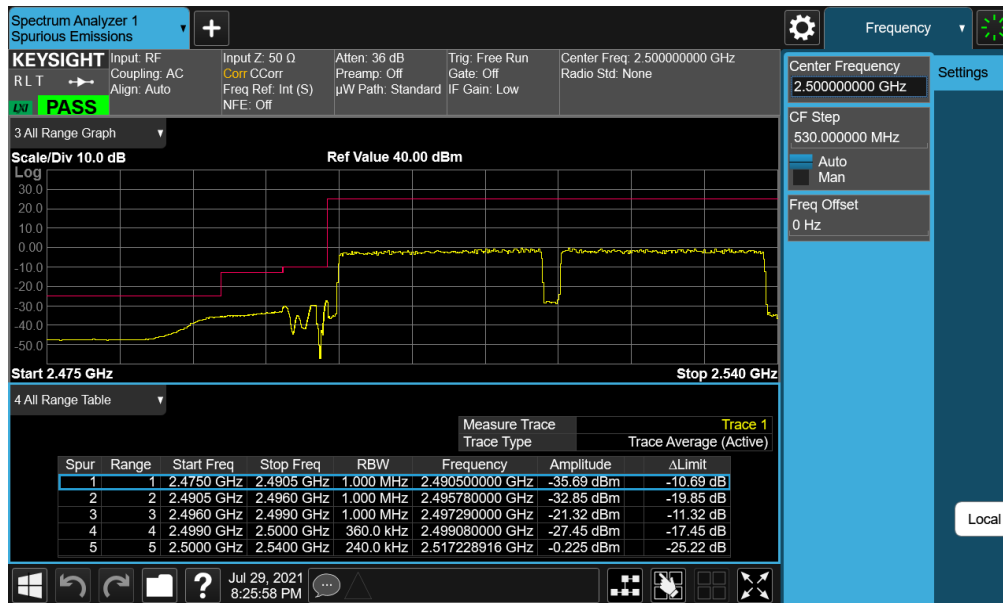 Spectrum Analyzer 1
Spurious Emissions
+
Frequency
KEYSIGHT
R L T
LXI
PASS
Input: RF
Coupling: AC
Align: Auto
Input Z: 50 Ω
Corr CCorr
Freq Ref: Int (S)
NFE: Off
Atten: 36 dB
Preamp: Off
µW Path: Standard
Trig: Free Run
Gate: Off
IF Gain: Low
Center Freq: 2.500000000 GHz
Radio Std: None
Center Frequency
2.500000000 GHz
Settings
CF Step
530.000000 MHz
Auto
Man
Freq Offset
0 Hz
3 All Range Graph
Scale/Div 10.0 dB
Ref Value 40.00 dBm
Log
30.0
20.0
10.0
0.00
-10.0
-20.0
-30.0
-40.0
-50.0
Start 2.475 GHz
Stop 2.540 GHz
4 All Range Table
Measure Trace Trace 1
Trace Type Trace Average (Active)
Spur Range Start Freq Stop Freq RBW Frequency Amplitude ΔLimit
1 1 2.4750 GHz 2.4905 GHz 1.000 MHz 2.490500000 GHz -35.69 dBm -10.69 dB
2 2 2.4905 GHz 2.4960 GHz 1.000 MHz 2.495780000 GHz -32.85 dBm -19.85 dB
3 3 2.4960 GHz 2.4990 GHz 1.000 MHz 2.497290000 GHz -21.32 dBm -11.32 dB
4 4 2.4990 GHz 2.5000 GHz 360.0 kHz 2.499080000 GHz -27.45 dBm -17.45 dB
5 5 2.5000 GHz 2.5400 GHz 240.0 kHz 2.517228916 GHz -0.225 dBm -25.22 dB
Local
?
Jul 29, 2021
8:25:58 PM